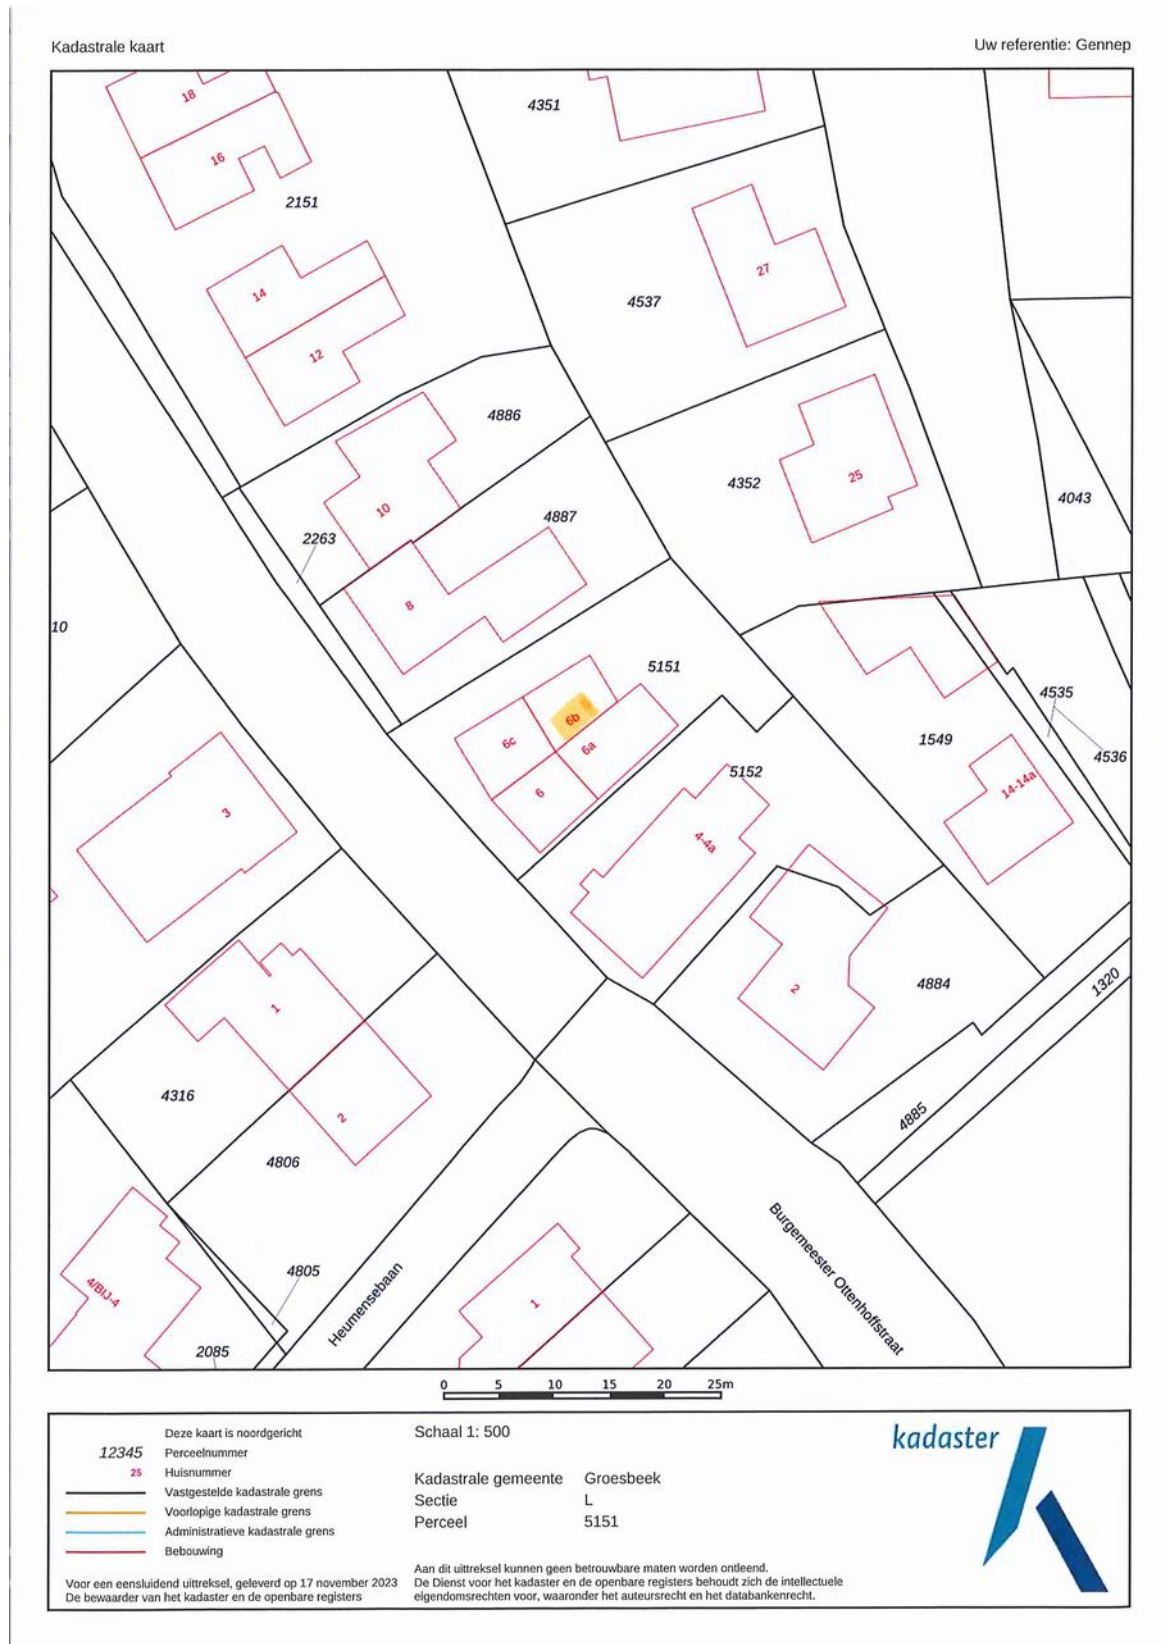 Kadastrale kaart
Uw referentie: Gennep
18
4351
16
2151
27
14
4537
12
4886
4352
25
4043
10
4887
2263
8
10
5151
4535
6b
1549
4536
6c
6a
5152
14-14a
6
3
4-4a
2
4884
1320
1
4316
4885
2
4806
Burgemeester Ottenhoffstraat
4805
Heumensebaan
4/BIJ-4
1
2085
0 5 10 15 20 25m
Deze kaart is noordgericht
12345 Perceelnummer
25 Huisnummer
Vastgestelde kadastrale grens
Voorlopige kadastrale grens
Administratieve kadastrale grens
Bebouwing
Voor een eensluidend uittreksel, geleverd op 17 november 2023
De bewaarder van het kadaster en de openbare registers
Schaal 1: 500
Kadastrale gemeente Groesbeek
Sectie L
Perceel 5151
Aan dit uittreksel kunnen geen betrouwbare maten worden ontleend.
De Dienst voor het kadaster en de openbare registers behoudt zich de intellectuele
eigendomsrechten voor, waaronder het auteursrecht en het databankenrecht.
kadaster